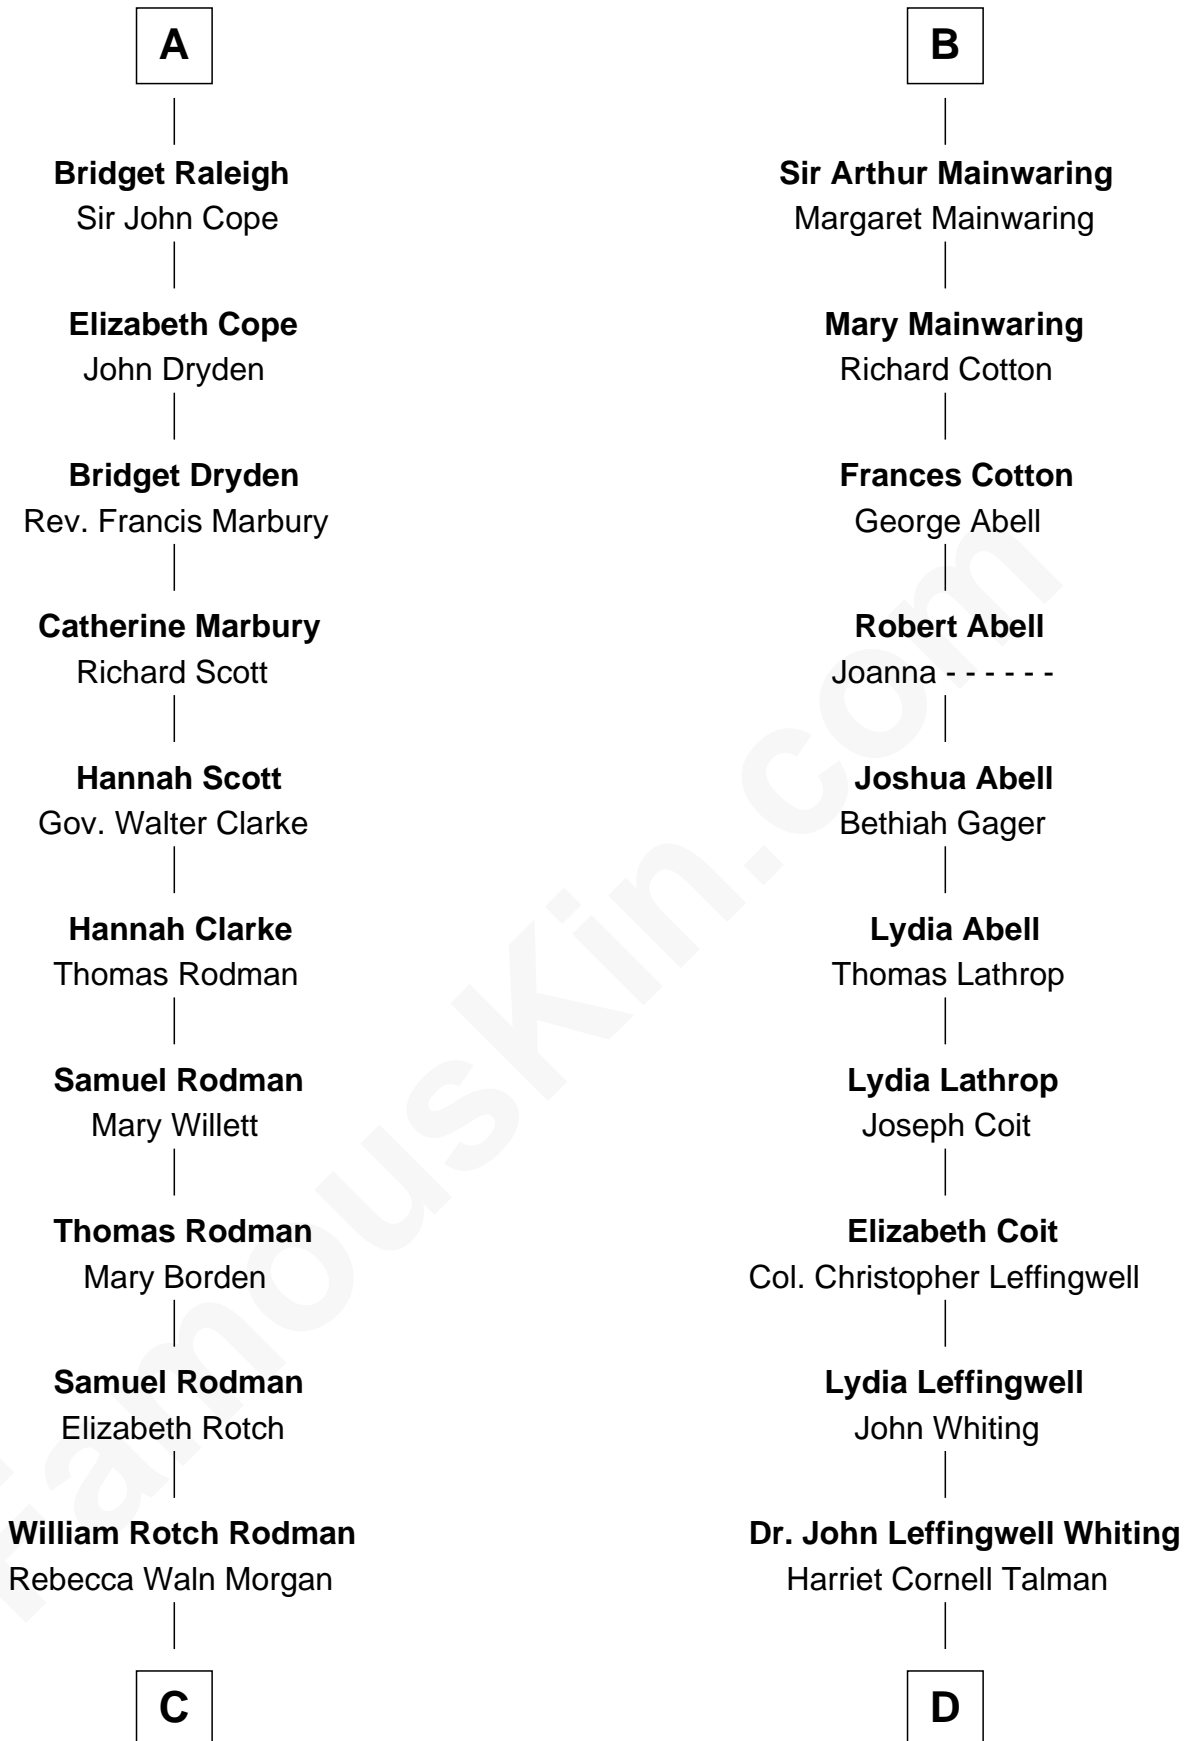 A
Bridget Raleigh
Sir John Cope
Elizabeth Cope
John Dryden
Bridget Dryden
Rev. Francis Marbury
Catherine Marbury
Richard Scott
Hannah Scott
Gov. Walter Clarke
Hannah Clarke
Thomas Rodman
Samuel Rodman
Mary Willett
Thomas Rodman
Mary Borden
Samuel Rodman
Elizabeth Rotch
William Rotch Rodman
Rebecca Waln Morgan
C
B
Sir Arthur Mainwaring
Margaret Mainwaring
Mary Mainwaring
Richard Cotton
Frances Cotton
George Abell
Robert Abell
Joanna - - - - - -
Joshua Abell
Bethiah Gager
Lydia Abell
Thomas Lathrop
Lydia Lathrop
Joseph Coit
Elizabeth Coit
Col. Christopher Leffingwell
Lydia Leffingwell
John Whiting
Dr. John Leffingwell Whiting
Harriet Cornell Talman
D
FamousKin.com